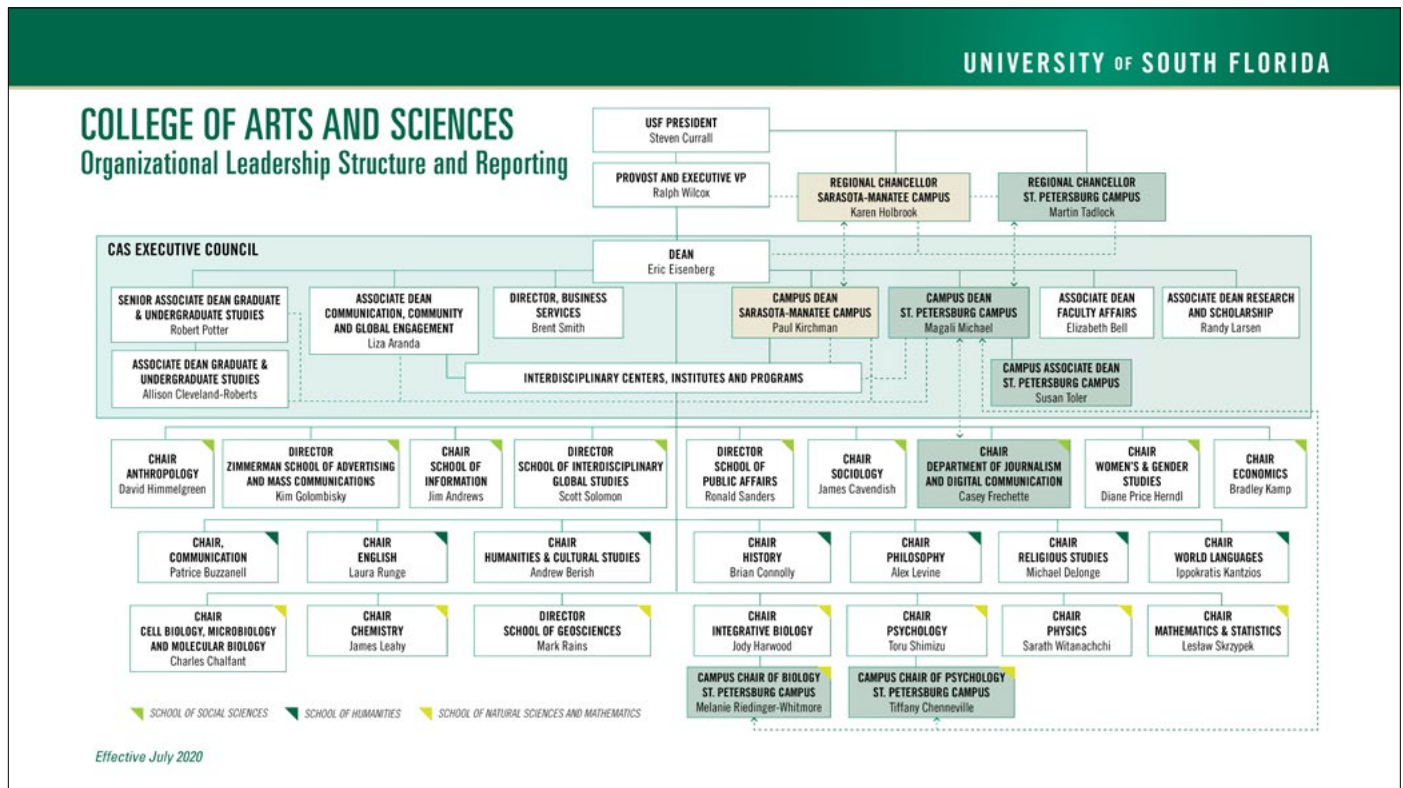 UNIVERSITY OF SOUTH FLORIDA
COLLEGE OF ARTS AND SCIENCES
Organizational Leadership Structure and Reporting
USF PRESIDENT
Steven Currall
PROVOST AND EXECUTIVE VP
Ralph Wilcox
REGIONAL CHANCELLOR
SARASOTA-MANATEE CAMPUS
Karen Holbrook
REGIONAL CHANCELLOR
ST. PETERSBURG CAMPUS
Martin Tadlock
CAS EXECUTIVE COUNCIL
DEAN
Eric Eisenberg
SENIOR ASSOCIATE DEAN GRADUATE
& UNDERGRADUATE STUDIES
Robert Potter
ASSOCIATE DEAN
COMMUNICATION, COMMUNITY
AND GLOBAL ENGAGEMENT
Liza Aranda
DIRECTOR, BUSINESS
SERVICES
Brent Smith
CAMPUS DEAN
SARASOTA-MANATEE CAMPUS
Paul Kirchman
CAMPUS DEAN
ST. PETERSBURG CAMPUS
Magali Michael
ASSOCIATE DEAN
FACULTY AFFAIRS
Elizabeth Bell
ASSOCIATE DEAN RESEARCH
AND SCHOLARSHIP
Randy Larsen
ASSOCIATE DEAN GRADUATE &
UNDERGRADUATE STUDIES
Allison Cleveland-Roberts
INTERDISCIPLINARY CENTERS, INSTITUTES AND PROGRAMS
CAMPUS ASSOCIATE DEAN
ST. PETERSBURG CAMPUS
Susan Toler
CHAIR
ANTHROPOLOGY
David Himmelgreen
DIRECTOR
ZIMMERMAN SCHOOL OF ADVERTISING
AND MASS COMMUNICATIONS
Kim Golombisky
CHAIR
SCHOOL OF
INFORMATION
Jim Andrews
DIRECTOR
SCHOOL OF INTERDISCIPLINARY
GLOBAL STUDIES
Scott Solomon
DIRECTOR
SCHOOL OF
PUBLIC AFFAIRS
Ronald Sanders
CHAIR
SOCIOLOGY
James Cavendish
CHAIR
DEPARTMENT OF JOURNALISM
AND DIGITAL COMMUNICATION
Casey Frechette
CHAIR
WOMEN'S & GENDER
STUDIES
Diane Price Herndl
CHAIR
ECONOMICS
Bradley Kamp
CHAIR,
COMMUNICATION
Patrice Buzzanell
CHAIR
ENGLISH
Laura Runge
CHAIR
HUMANITIES & CULTURAL STUDIES
Andrew Berish
CHAIR
HISTORY
Brian Connolly
CHAIR
PHILOSOPHY
Alex Levine
CHAIR
RELIGIOUS STUDIES
Michael DeJonge
CHAIR
WORLD LANGUAGES
Ippokratis Kantzios
CHAIR
CELL BIOLOGY, MICROBIOLOGY
AND MOLECULAR BIOLOGY
Charles Chalfant
CHAIR
CHEMISTRY
James Leahy
DIRECTOR
SCHOOL OF GEOSCIENCES
Mark Rains
CHAIR
INTEGRATIVE BIOLOGY
Jody Harwood
CHAIR
PSYCHOLOGY
Toru Shimizu
CHAIR
PHYSICS
Sarath Witanachchi
CHAIR
MATHEMATICS & STATISTICS
Lesław Skrzypek
CAMPUS CHAIR OF BIOLOGY
ST. PETERSBURG CAMPUS
Melanie Riedinger-Whitmore
CAMPUS CHAIR OF PSYCHOLOGY
ST. PETERSBURG CAMPUS
Tiffany Chenneville
SCHOOL OF SOCIAL SCIENCES
SCHOOL OF HUMANITIES
SCHOOL OF NATURAL SCIENCES AND MATHEMATICS
Effective July 2020